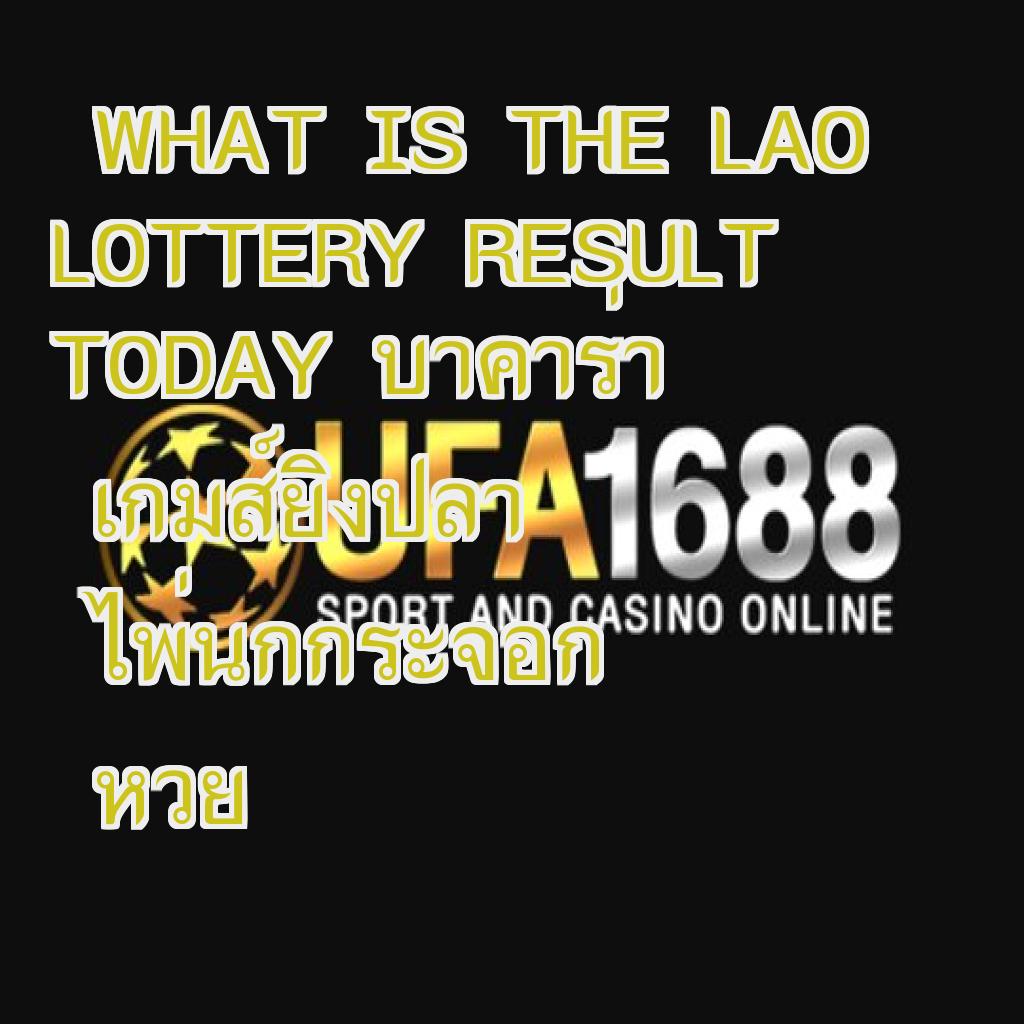 WHAT IS THE LAO
LOTTERY RESULT
TODAY บาคาร่า
เกมส์ยิงปลา
UFA1688
SPORT AND CASINO ONLINE
ไพ่นกกระจอก
หวย